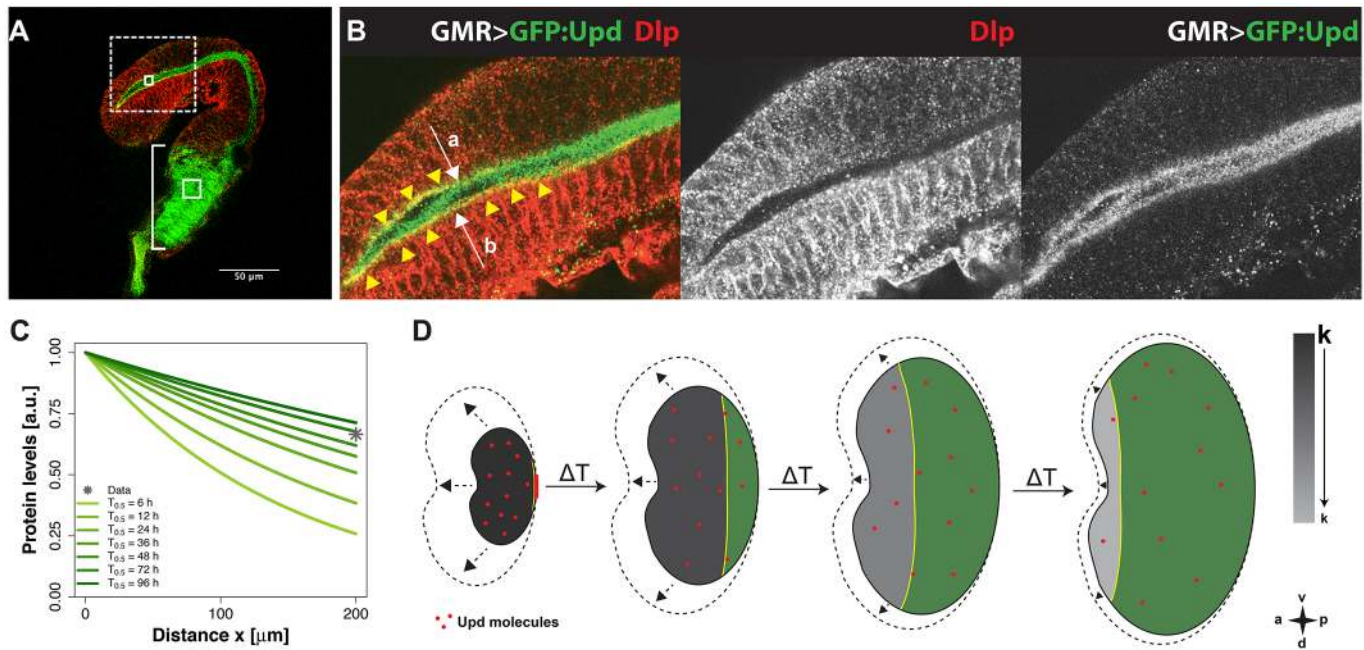 A
50 μm
B
GMR>GFP:Upd Dlp
Dlp
GMR>GFP:Upd
a
b
C
Protein levels [a.u.]
1.00
0.75
0.50
0.25
0.00
Data
T0.5 = 6 h
T0.5 = 12 h
T0.5 = 24 h
T0.5 = 36 h
T0.5 = 48 h
T0.5 = 72 h
T0.5 = 96 h
0
100
200
Distance x [μm]
D
ΔT
ΔT
ΔT
k
k
Upd molecules
v
a
p
d